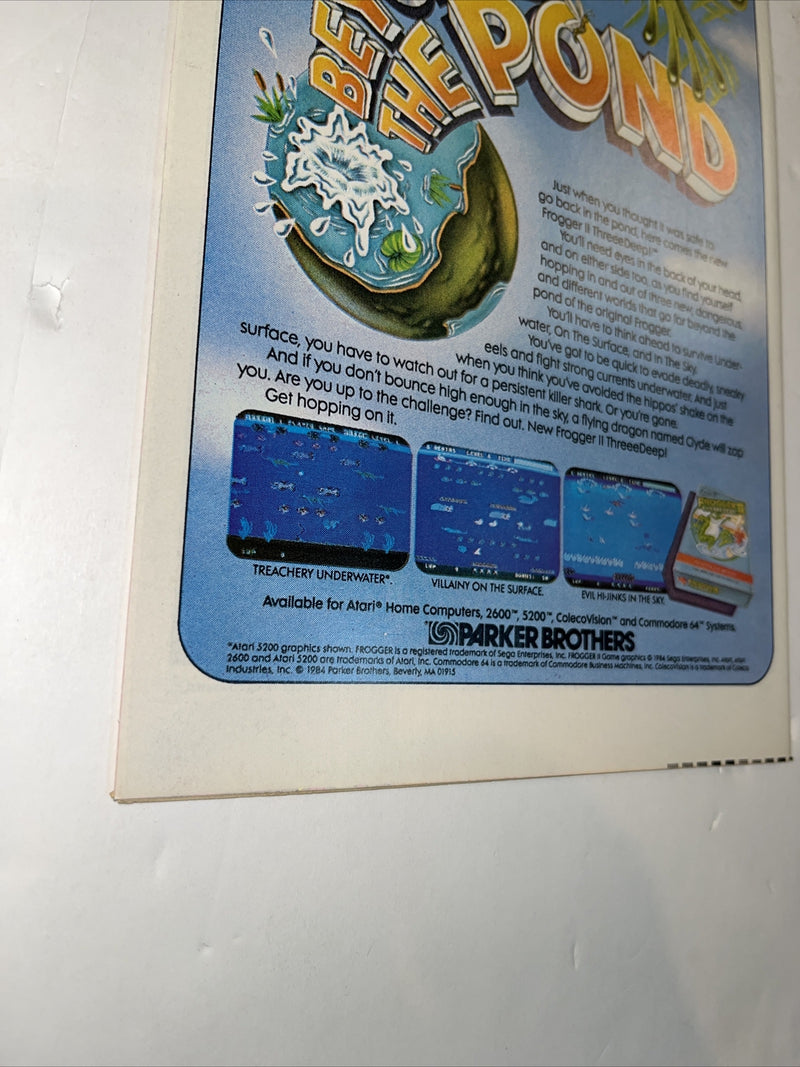 BEYOND
THE POND
Just when you thought it was safe to
go back in the pond, here comes the new
Frogger II ThreeeDeep!™
You'll need eyes in the back of your head,
and on either side too, as you find yourself
hopping in and out of three new, dangerous,
and different worlds that go far beyond the
pond of the original Frogger.
You'll have to think ahead to survive Under-
water, On The Surface, and In The Sky.
You've got to be quick to evade deadly, sneaky
eels and fight strong currents underwater. And just
when you think you've avoided the hippos' shake on the
surface, you have to watch out for a persistent killer shark. Or you're gone.
And if you don't bounce high enough in the sky, a flying dragon named Clyde will zap
you. Are you up to the challenge? Find out. New Frogger II ThreeeDeep!
Get hopping on it.
TREACHERY UNDERWATER*.
VILLAINY ON THE SURFACE.
EVIL HI-JINKS IN THE SKY.
Available for Atari® Home Computers, 2600™, 5200™, ColecoVision™ and Commodore 64™ Systems.
PARKER BROTHERS
*Atari 5200 graphics shown. FROGGER is a registered trademark of Sega Enterprises, Inc. FROGGER II Game graphics © 1984 Sega Enterprises, Inc. Atari, Atari
2600 and Atari 5200 are trademarks of Atari, Inc. Commodore 64 is a trademark of Commodore Business Machines, Inc. ColecoVision is a trademark of Coleco
Industries, Inc. © 1984 Parker Brothers, Beverly, MA 01915